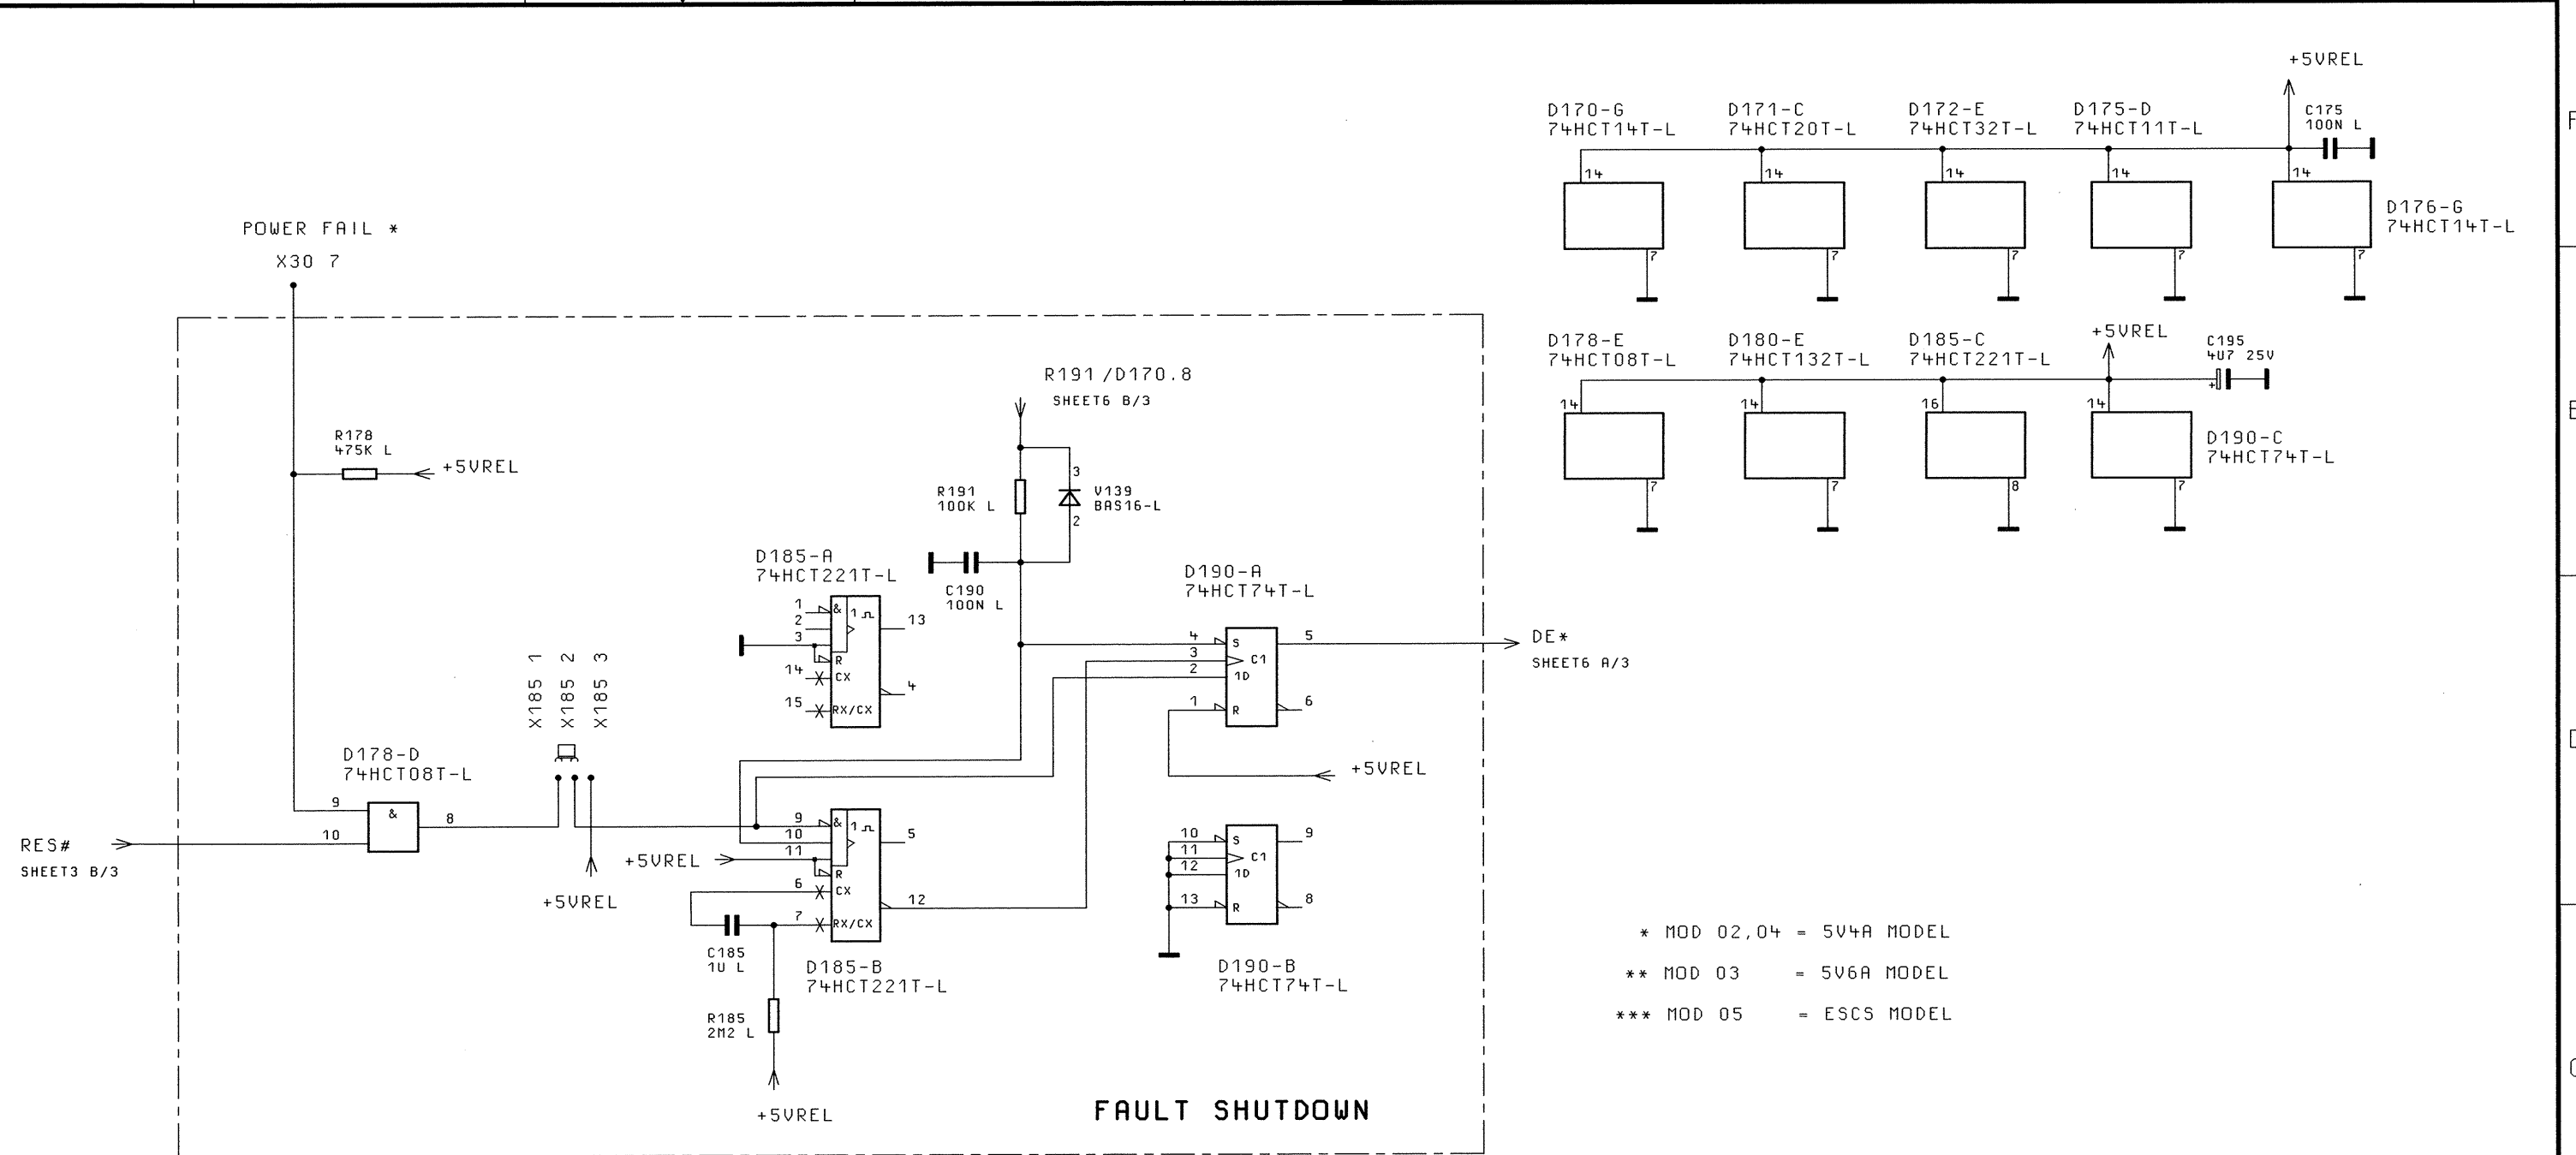 +5VREL
D170-G
74HCT14T-L
D171-C
74HCT20T-L
D172-E
74HCT32T-L
D175-D
74HCT11T-L
C175
100N L
14
14
14
14
14
D176-G
74HCT14T-L
7
7
7
7
7
POWER FAIL *
X30 7
D178-E
74HCT08T-L
D180-E
74HCT132T-L
D185-C
74HCT221T-L
+5VREL
C195
4U7 25V
+
14
14
16
14
D190-C
74HCT74T-L
7
7
8
7
R191/D170.8
SHEET6 B/3
R178
475K L
+5VREL
R191
100K L
3
V139
BAS16-L
2
C190
100N L
D185-A
74HCT221T-L
1
2
3
14
15
&
1
R
CX
RX/CX
13
4
D190-A
74HCT74T-L
4
3
2
1
S
C1
1D
R
5
6
DE*
SHEET6 A/3
+5VREL
X185 1
X185 2
X185 3
D178-D
74HCT08T-L
9
10
&
8
RES#
SHEET3 B/3
+5VREL
+5VREL
9
10
11
6
7
&
1
R
CX
RX/CX
5
12
C185
1U L
D185-B
74HCT221T-L
R185
2M2 L
+5VREL
10
11
12
13
S
C1
1D
R
9
8
D190-B
74HCT74T-L
* MOD 02,04 = 5V4A MODEL
** MOD 03 = 5V6A MODEL
*** MOD 05 = ESCS MODEL
FAULT SHUTDOWN